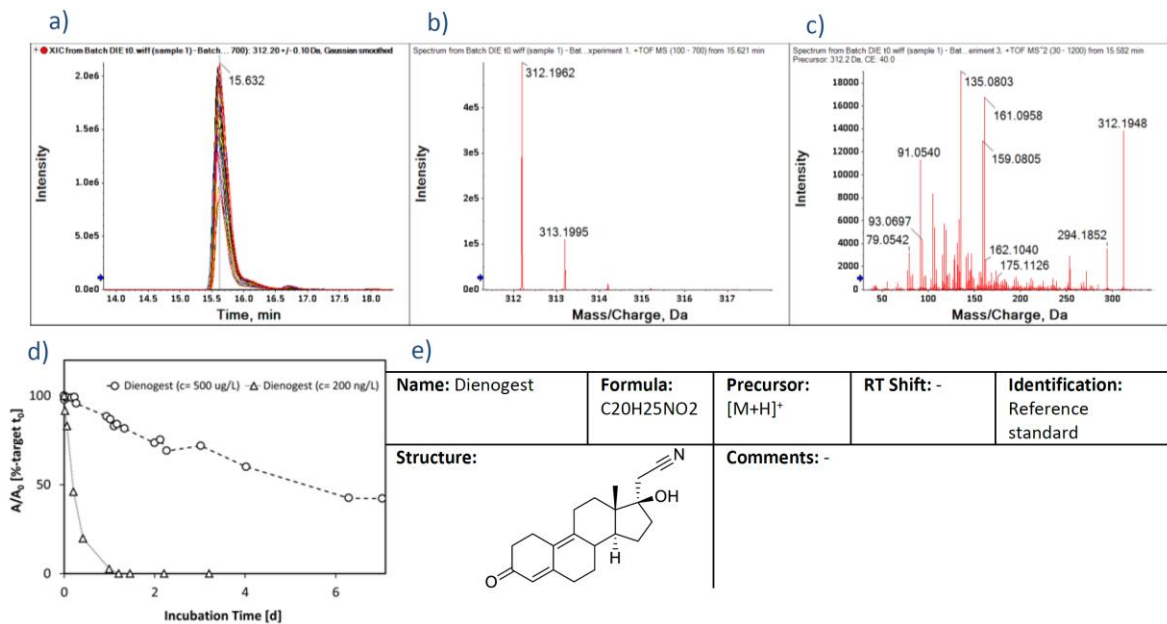 a)
XIC from Batch DIE t0.wiff (sample 1) - Batch... 700): 312.20 +/- 0.10 Da, Gaussian smoothed
15.632
2.0e6
1.5e6
1.0e6
5.0e5
0.0e0
Intensity
14.0 14.5 15.0 15.5 16.0 16.5 17.0 17.5 18.0
Time, min
b)
Spectrum from Batch DIE t0.wiff (sample 1) - Bat...xperiment 1, +TOF MS (100 - 700) from 15.621 min
312.1962
4e5
3e5
2e5
1e5
0e0
Intensity
313.1995
312 313 314 315 316 317
Mass/Charge, Da
c)
Spectrum from Batch DIE t0.wiff (sample 1) - Bat...eriment 3, +TOF MS^2 (30 - 1200) from 15.582 min
Precursor: 312.2 Da, CE: 40.0
18000
16000
14000
12000
10000
8000
6000
4000
2000
0
Intensity
135.0803
161.0958
312.1948
159.0805
91.0540
93.0697
79.0542
162.1040
175.1126
294.1852
50 100 150 200 250 300
Mass/Charge, Da
d)
Dienogest (c= 500 ug/L) Dienogest (c= 200 ng/L)
100
50
0
A/A0 [%-target t0]
0 2 4 6
Incubation Time [d]
e)
Name: Dienogest
Formula:
C20H25NO2
Precursor:
[M+H]+
RT Shift: -
Identification:
Reference
standard
Structure:
N
OH
H
O
Comments: -